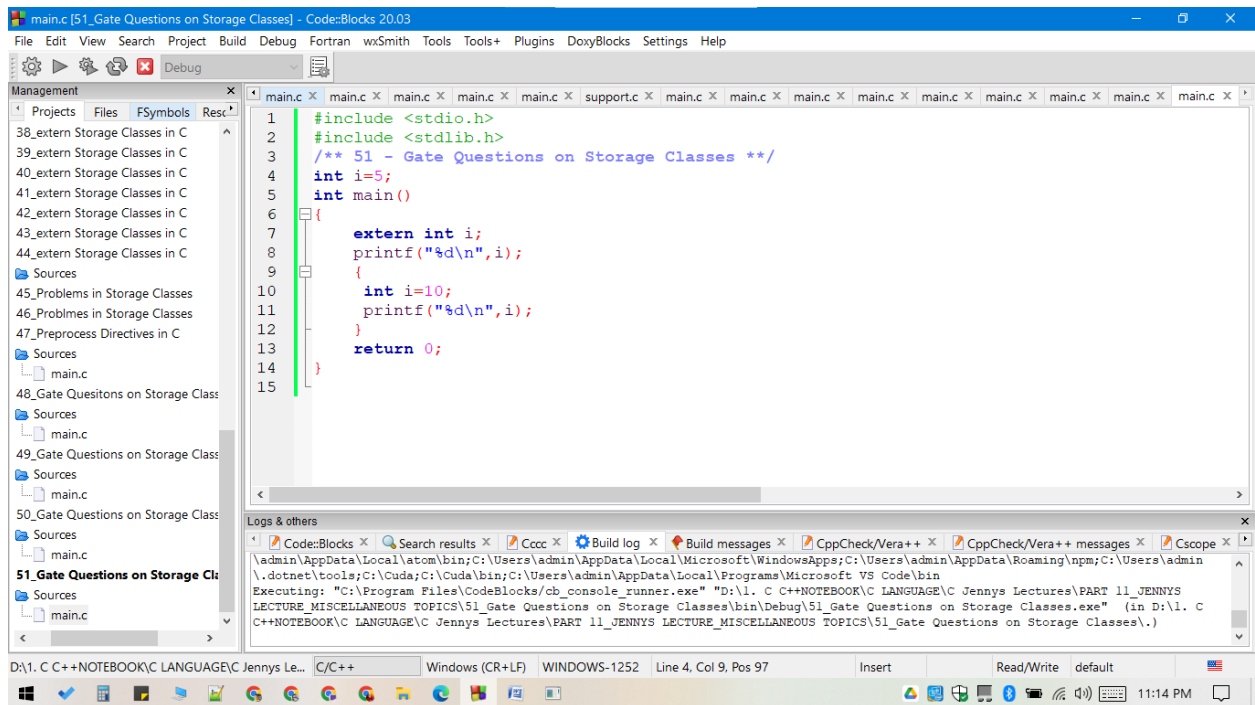 main.c [51_Gate Questions on Storage Classes] - Code::Blocks 20.03
File Edit View Search Project Build Debug Fortran wxSmith Tools Tools+ Plugins DoxyBlocks Settings Help
Debug
Management
Projects Files FSymbols Resc
38_extern Storage Classes in C
39_extern Storage Classes in C
40_extern Storage Classes in C
41_extern Storage Classes in C
42_extern Storage Classes in C
43_extern Storage Classes in C
44_extern Storage Classes in C
Sources
45_Problems in Storage Classes
46_Problmes in Storage Classes
47_Preprocess Directives in C
Sources
main.c
48_Gate Quesitons on Storage Class
Sources
main.c
49_Gate Questions on Storage Class
Sources
main.c
50_Gate Questions on Storage Class
Sources
main.c
51_Gate Questions on Storage Cla
Sources
main.c
main.c main.c main.c main.c main.c support.c main.c main.c main.c main.c main.c main.c main.c main.c main.c
1 #include <stdio.h>
2 #include <stdlib.h>
3 /** 51 - Gate Questions on Storage Classes **/
4 int i=5;
5 int main()
6 {
7 extern int i;
8 printf("%d\n",i);
9 {
10 int i=10;
11 printf("%d\n",i);
12 }
13 return 0;
14 }
15
Logs & others
Code::Blocks Search results Cccc Build log Build messages CppCheck/Vera++ CppCheck/Vera++ messages Cscope
\admin\AppData\Local\atom\bin;C:\Users\admin\AppData\Local\Microsoft\WindowsApps;C:\Users\admin\AppData\Roaming\npm;C:\Users\admin
\.dotnet\tools;C:\Cuda;C:\Cuda\bin;C:\Users\admin\AppData\Local\Programs\Microsoft VS Code\bin
Executing: "C:\Program Files\CodeBlocks/cb_console_runner.exe" "D:\1. C C++NOTEBOOK\C LANGUAGE\C Jennys Lectures\PART 11_JENNYS
LECTURE_MISCELLANEOUS TOPICS\51_Gate Questions on Storage Classes\bin\Debug\51_Gate Questions on Storage Classes.exe" (in D:\1. C
C++NOTEBOOK\C LANGUAGE\C Jennys Lectures\PART 11_JENNYS LECTURE_MISCELLANEOUS TOPICS\51_Gate Questions on Storage Classes\.)
D:\1. C C++NOTEBOOK\C LANGUAGE\C Jennys Le... C/C++ Windows (CR+LF) WINDOWS-1252 Line 4, Col 9, Pos 97 Insert Read/Write default
11:14 PM